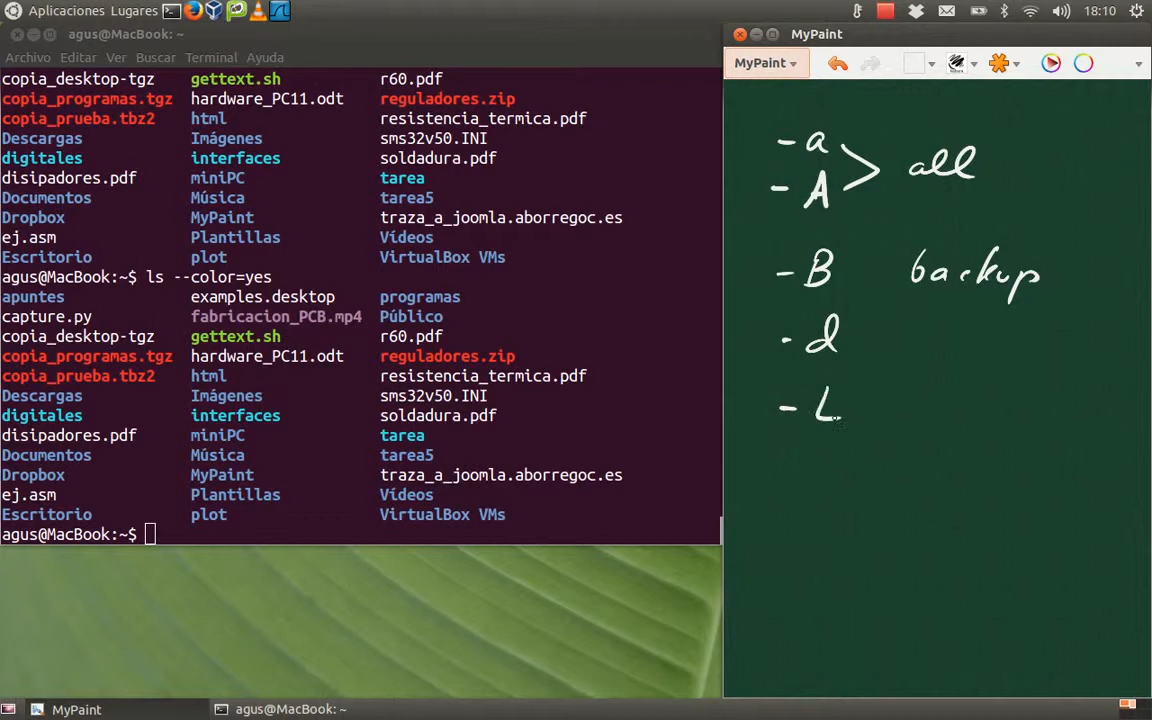 Aplicaciones Lugares 18:10
agus@MacBook: ~
Archivo Editar Ver Buscar Terminal Ayuda
copia_desktop-tgz gettext.sh r60.pdf
copia_programas.tgz hardware_PC11.odt reguladores.zip
copia_prueba.tbz2 html resistencia_termica.pdf
Descargas Imágenes sms32v50.INI
digitales interfaces soldadura.pdf
disipadores.pdf miniPC tarea
Documentos Música tarea5
Dropbox MyPaint traza_a_joomla.aborregoc.es
ej.asm Plantillas Vídeos
Escritorio plot VirtualBox VMs
agus@MacBook:~$ ls --color=yes
apuntes examples.desktop programas
capture.py fabricacion_PCB.mp4 Público
copia_desktop-tgz gettext.sh r60.pdf
copia_programas.tgz hardware_PC11.odt reguladores.zip
copia_prueba.tbz2 html resistencia_termica.pdf
Descargas Imágenes sms32v50.INI
digitales interfaces soldadura.pdf
disipadores.pdf miniPC tarea
Documentos Música tarea5
Dropbox MyPaint traza_a_joomla.aborregoc.es
ej.asm Plantillas Vídeos
Escritorio plot VirtualBox VMs
agus@MacBook:~$
MyPaint
MyPaint
-a
-A > all
-B backup
-d
-L
MyPaint agus@MacBook: ~